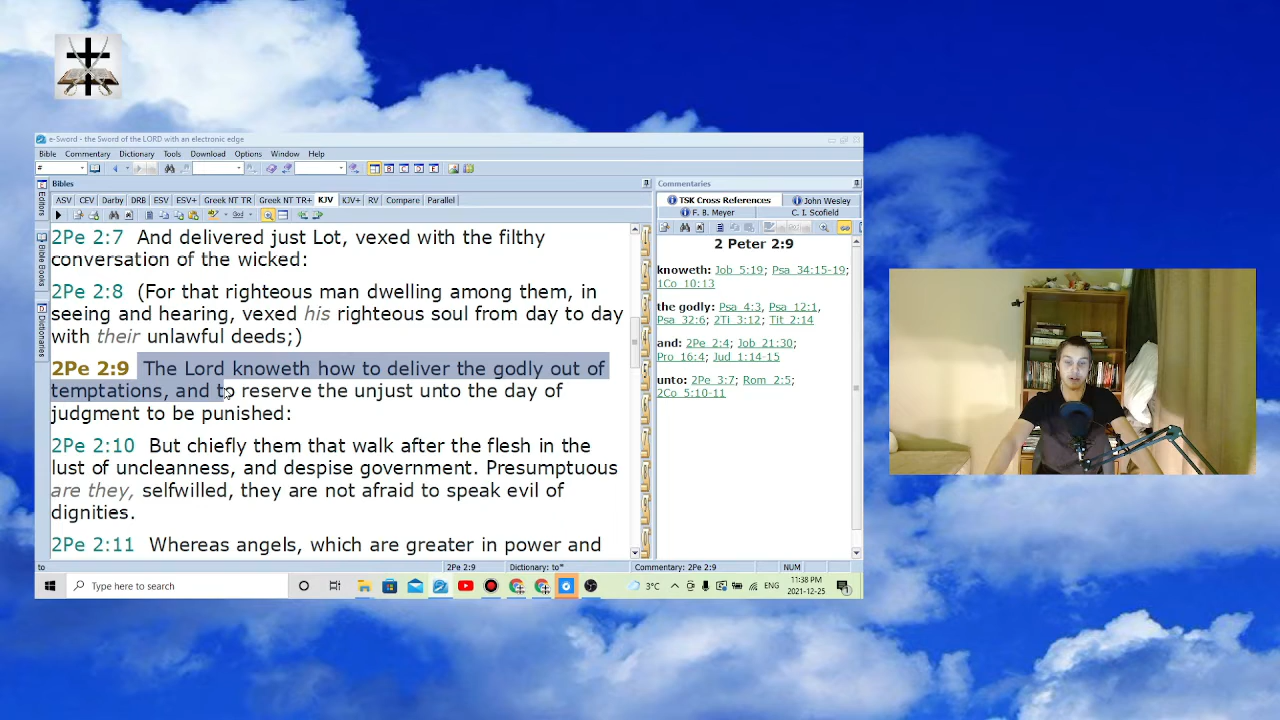 e-Sword - the Sword of the LORD with an electronic edge
Bible Commentary Dictionary Tools Download Options Window Help
#
Bibles
ASV CEV Darby DRB ESV ESV+ Greek NT TR Greek NT TR+ KJV KJV+ RV Compare Parallel
Editors
Bible Books
Dictionaries
2Pe 2:7 And delivered just Lot, vexed with the filthy
conversation of the wicked:
2Pe 2:8 (For that righteous man dwelling among them, in
seeing and hearing, vexed his righteous soul from day to day
with their unlawful deeds;)
2Pe 2:9 The Lord knoweth how to deliver the godly out of
temptations, and to reserve the unjust unto the day of
judgment to be punished:
2Pe 2:10 But chiefly them that walk after the flesh in the
lust of uncleanness, and despise government. Presumptuous
are they, selfwilled, they are not afraid to speak evil of
dignities.
2Pe 2:11 Whereas angels, which are greater in power and
Commentaries
TSK Cross References John Wesley
F. B. Meyer C. I. Scofield
2 Peter 2:9
knoweth: Job 5:19; Psa 34:15-19;
1Co 10:13
the godly: Psa 4:3, Psa 12:1,
Psa 32:6; 2Ti 3:12; Tit 2:14
and: 2Pe 2:4; Job 21:30;
Pro 16:4; Jud 1:14-15
unto: 2Pe 3:7; Rom 2:5;
2Co 5:10-11
to 2Pe 2:9 Dictionary: to* Commentary: 2Pe 2:9 NUM
Type here to search
3°C ENG 11:38 PM
2021-12-25